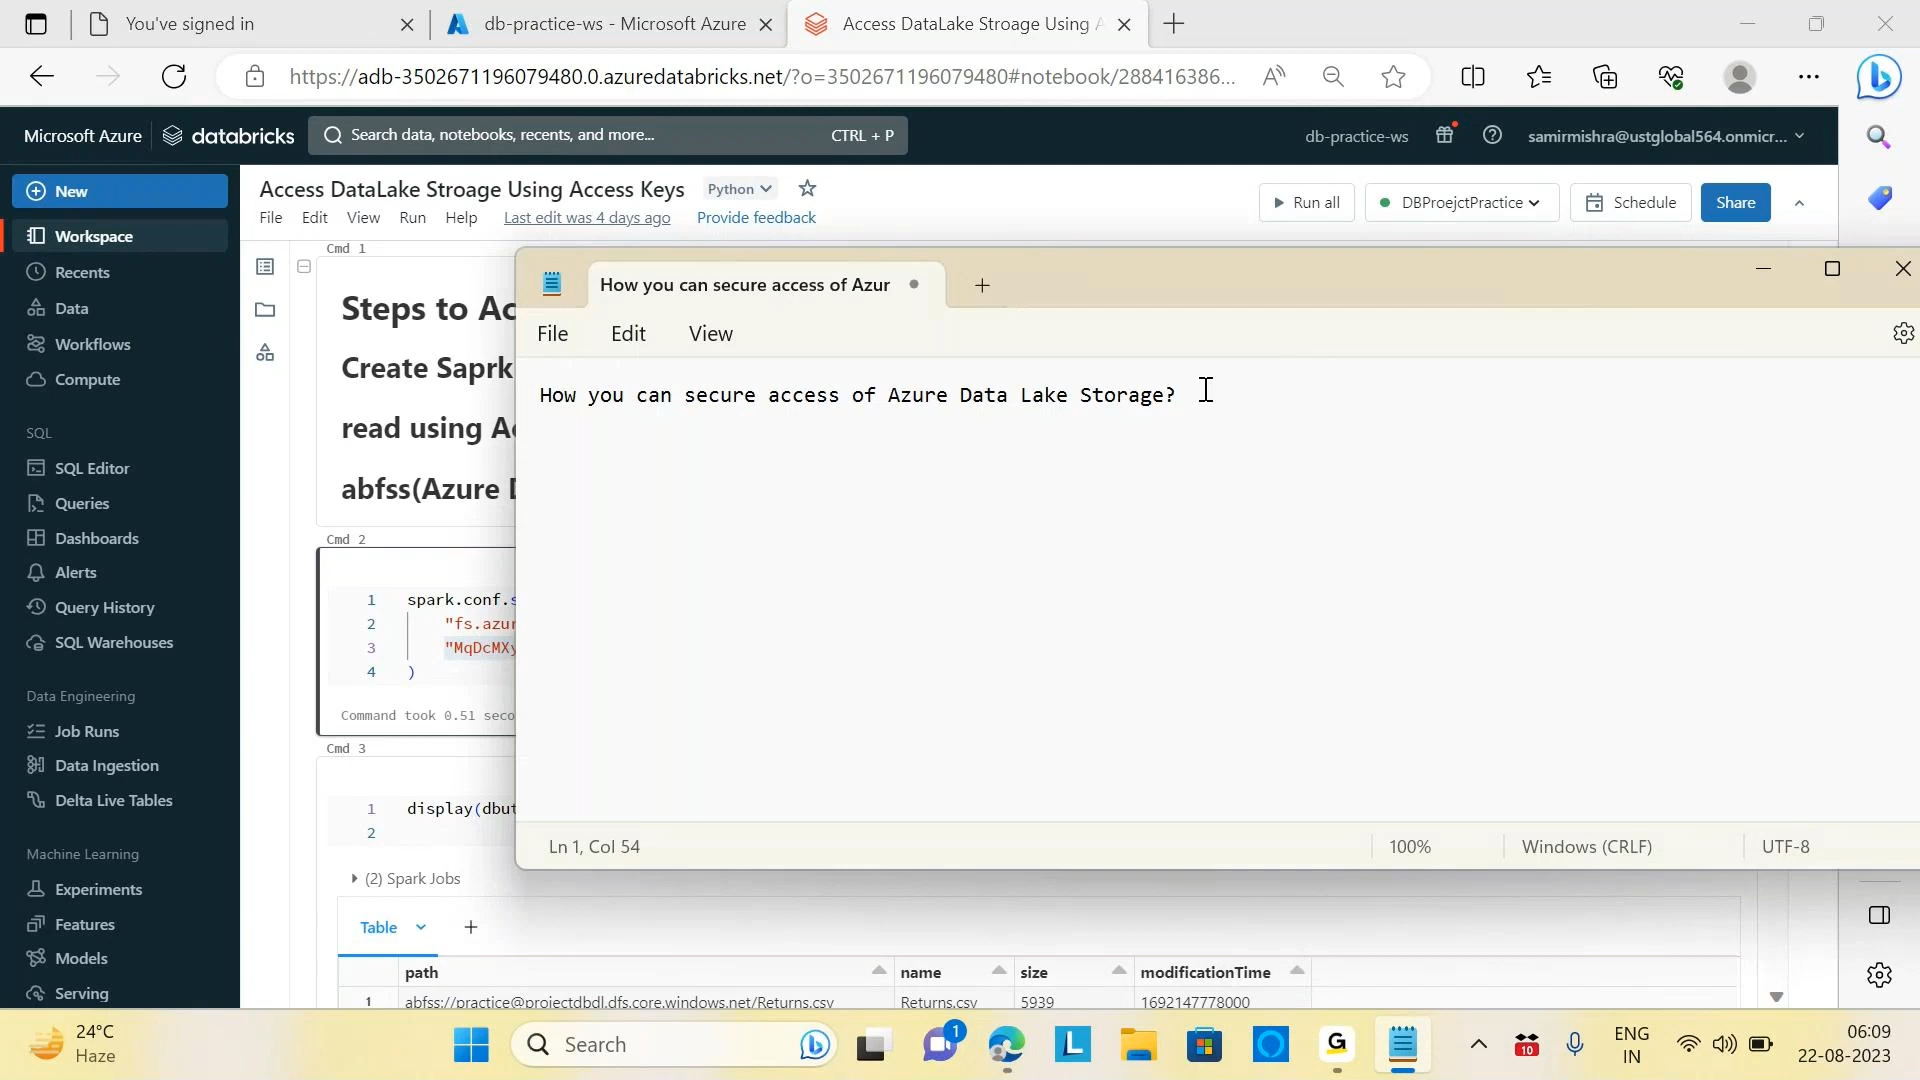 You've signed in
db-practice-ws - Microsoft Azure
Access DataLake Stroage Using A
https://adb-3502671196079480.0.azuredatabricks.net/?o=3502671196079480#notebook/288416386...
Microsoft Azure
databricks
Search data, notebooks, recents, and more...
CTRL + P
db-practice-ws
samirmishra@ustglobal564.onmicr...
New
Workspace
Recents
Data
Workflows
Compute
SQL
SQL Editor
Queries
Dashboards
Alerts
Query History
SQL Warehouses
Data Engineering
Job Runs
Data Ingestion
Delta Live Tables
Machine Learning
Experiments
Features
Models
Serving
Access DataLake Stroage Using Access Keys
Python
File Edit View Run Help Last edit was 4 days ago Provide feedback
Run all
DBProejctPractice
Schedule
Share
Cmd 1
Steps to Ac
Create Saprk
read using Ac
abfss(Azure D
Cmd 2
1 spark.conf.s
2 "fs.azur
3 "MqDcMXy
4 )
Command took 0.51 seco
Cmd 3
1 display(dbut
2
(2) Spark Jobs
Table
path name size modificationTime
1 abfss://practice@projectdbdl.dfs.core.windows.net/Returns.csv Returns.csv 5939 1692147778000
How you can secure access of Azur
File Edit View
How you can secure access of Azure Data Lake Storage?
Ln 1, Col 54
100%
Windows (CRLF)
UTF-8
24°C
Haze
Search
1
L
G
10
ENG
IN
06:09
22-08-2023